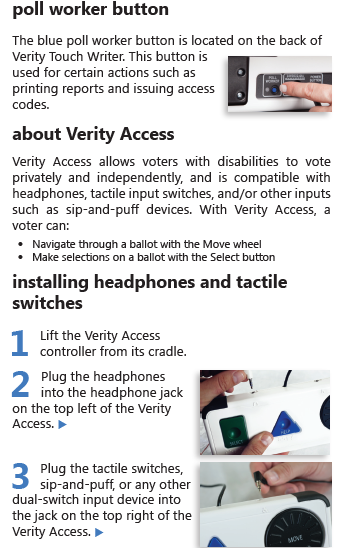 poll worker button
The blue poll worker button is located on the back of
Verity Touch Writer. This button is
used for certain actions such as
printing reports and issuing access
codes.
about Verity Access
Verity Access allows voters with disabilities to vote
privately and independently, and is compatible with
headphones, tactile input switches, and/or other inputs
such as sip-and-puff devices. With Verity Access, a
voter can:
• Navigate through a ballot with the Move wheel
• Make selections on a ballot with the Select button
installing headphones and tactile
switches
1 Lift the Verity Access
controller from its cradle.
2 Plug the headphones
into the headphone jack
on the top left of the Verity
Access. ▶
SELECT
HELP
3 Plug the tactile switches,
sip-and-puff, or any other
dual-switch input device into
the jack on the top right of the
Verity Access. ▶
MOVE